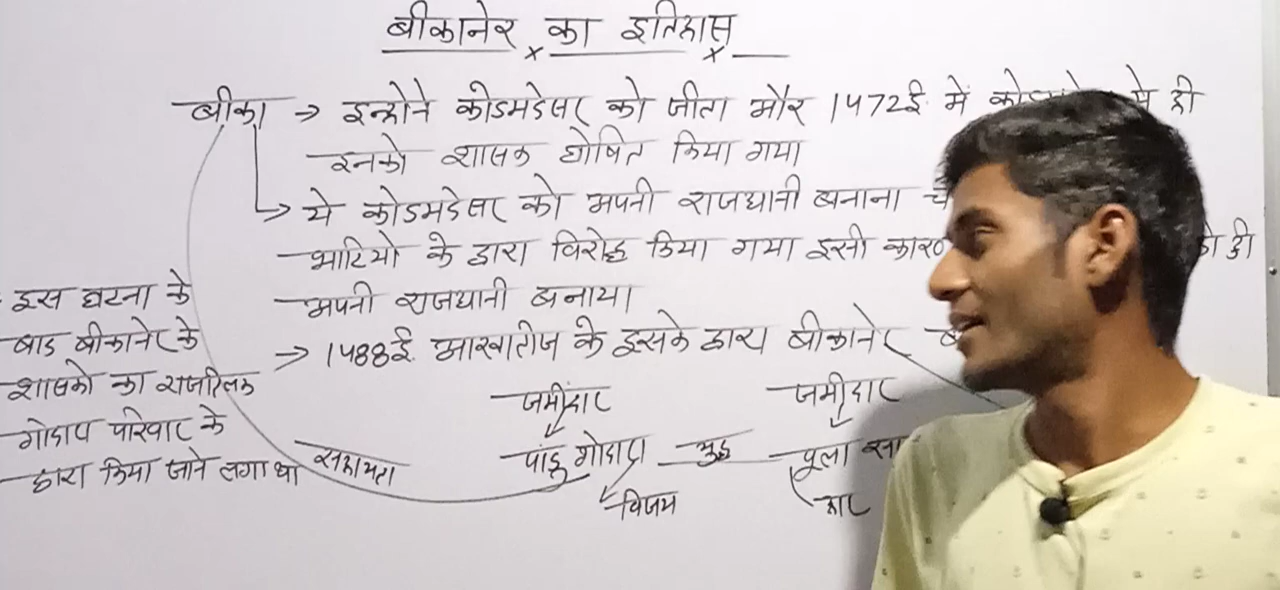 बीकानेर का इतिहास
बीका → इन्होने कोडमदेसर को जीता और 1472ई. में ही
इनको शासक घोषित किया गया
→ ये कोडमदेसर को अपनी राजधानी बनाना
भाटियो के द्वारा विरोह किया गया इसी कारण ही
अपनी राजधानी बनाया
→ 1488ई. आखातीज के इसके द्वारा बीकानेर
इस घटना के
बाद बीकानेर के
शासको का राजतिलक
गोदारा परिवार के
द्वारा किया जाने लगा था
सहायता
जमींदार
पांडू गोदारा
विजय
युद्ध
जमीदार
पूला
हार